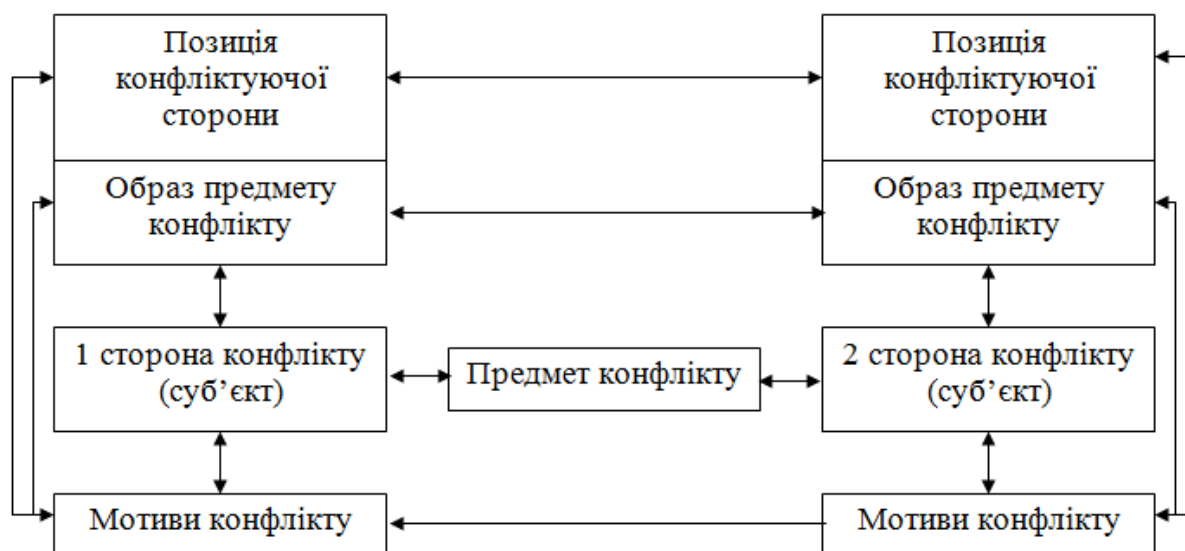 Позиція
конфліктуючої
сторони
Позиція
конфліктуючої
сторони
Образ предмету
конфлікту
Образ предмету
конфлікту
1 сторона конфлікту
(суб’єкт)
Предмет конфлікту
2 сторона конфлікту
(суб’єкт)
Мотиви конфлікту
Мотиви конфлікту